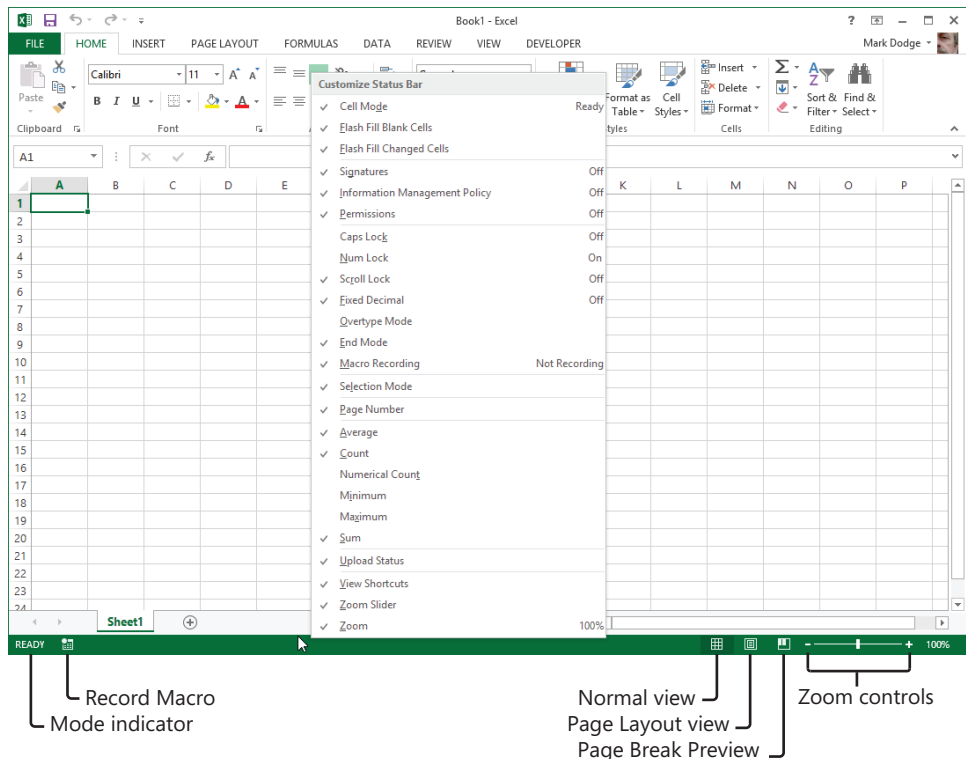 Book1 - Excel
?
FILE HOME INSERT PAGE LAYOUT FORMULAS DATA REVIEW VIEW DEVELOPER Mark Dodge
Paste
Clipboard
Calibri 11 A A
B I U A
Font
Format as Table
Cell Styles
Insert
Delete
Format
Cells
Σ
A Z
Sort & Filter
Find & Select
Editing
A1 fx
A B C D E K L M N O P
1
2
3
4
5
6
7
8
9
10
11
12
13
14
15
16
17
18
19
20
21
22
23
24
Customize Status Bar
Cell Mode Ready
Flash Fill Blank Cells
Flash Fill Changed Cells
Signatures Off
Information Management Policy Off
Permissions Off
Caps Lock Off
Num Lock On
Scroll Lock Off
Fixed Decimal Off
Overtype Mode
End Mode
Macro Recording Not Recording
Selection Mode
Page Number
Average
Count
Numerical Count
Minimum
Maximum
Sum
Upload Status
View Shortcuts
Zoom Slider
Zoom 100%
Sheet1
READY 100%
Record Macro
Mode indicator
Normal view
Page Layout view
Page Break Preview
Zoom controls